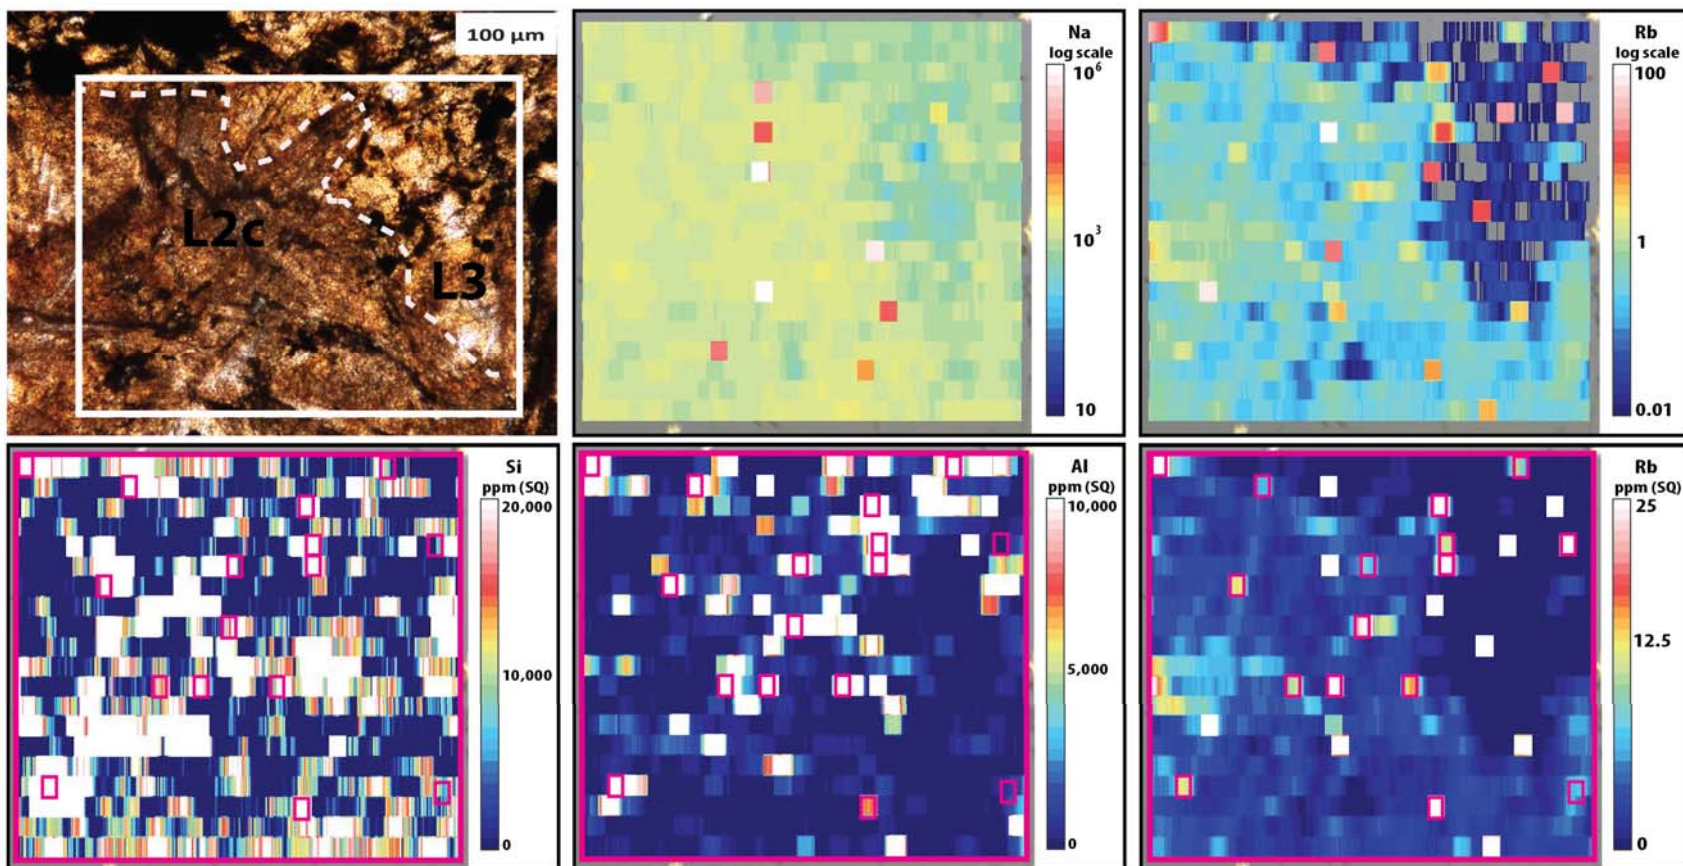 100 µm
L2c
L3
Na
log scale
10⁶
10³
10
Rb
log scale
100
1
0.01
Si
ppm (SQ)
20,000
10,000
0
Al
ppm (SQ)
10,000
5,000
0
Rb
ppm (SQ)
25
12.5
0